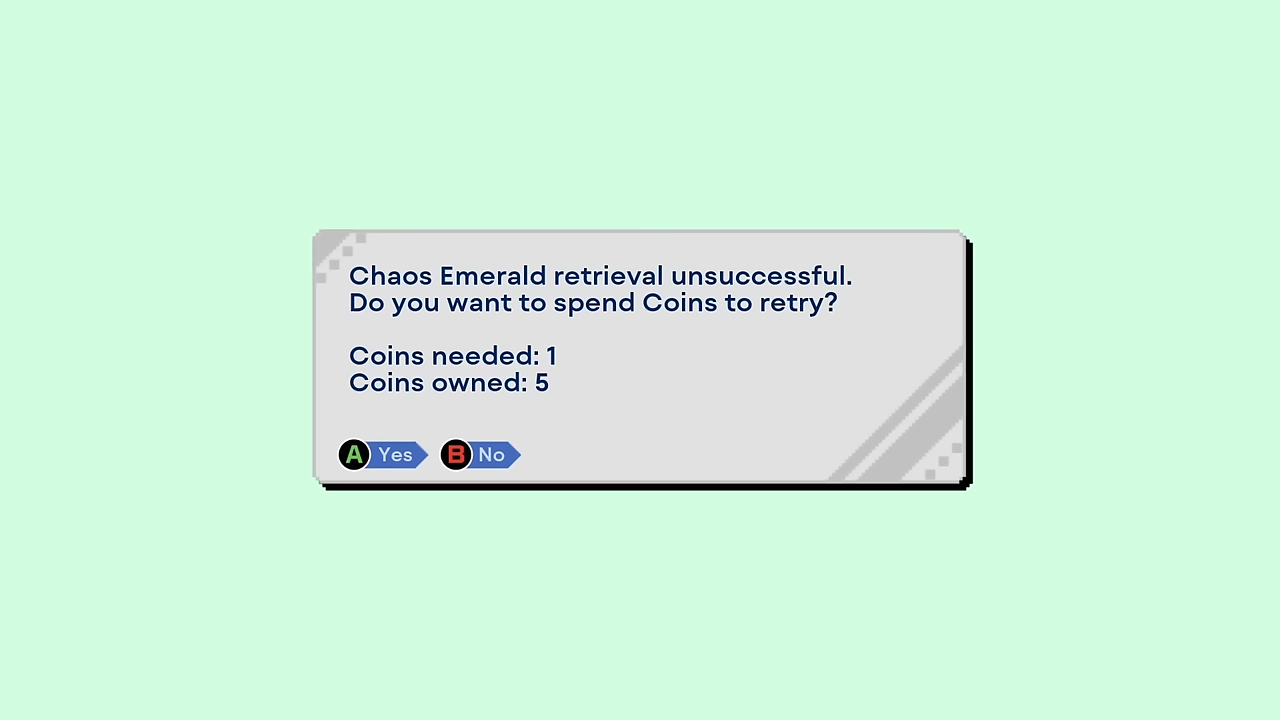 Chaos Emerald retrieval unsuccessful.
Do you want to spend Coins to retry?
Coins needed: 1
Coins owned: 5
A Yes B No